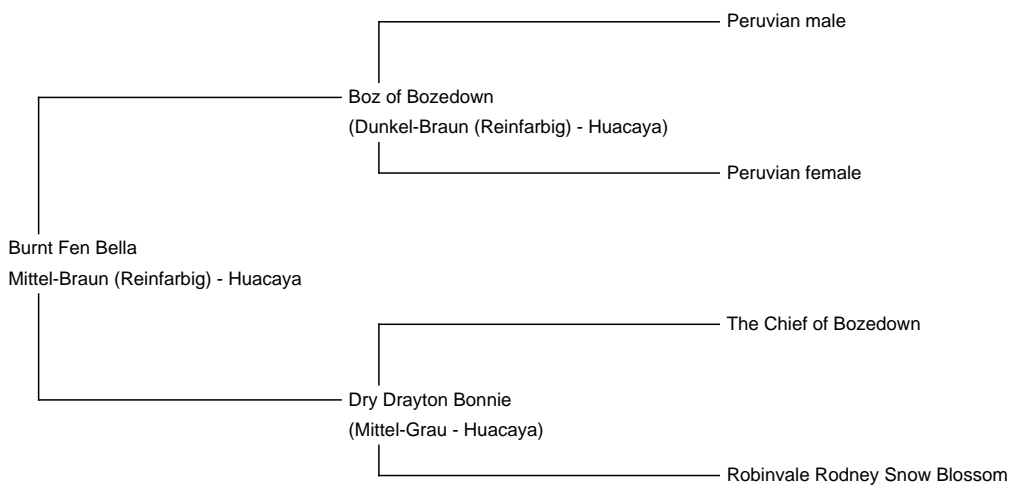 Peruvian male
Boz of Bozedown
(Dunkel-Braun (Reinfarbig) - Huacaya)
Peruvian female
Burnt Fen Bella
Mittel-Braun (Reinfarbig) - Huacaya
The Chief of Bozedown
Dry Drayton Bonnie
(Mittel-Grau - Huacaya)
Robinvale Rodney Snow Blossom